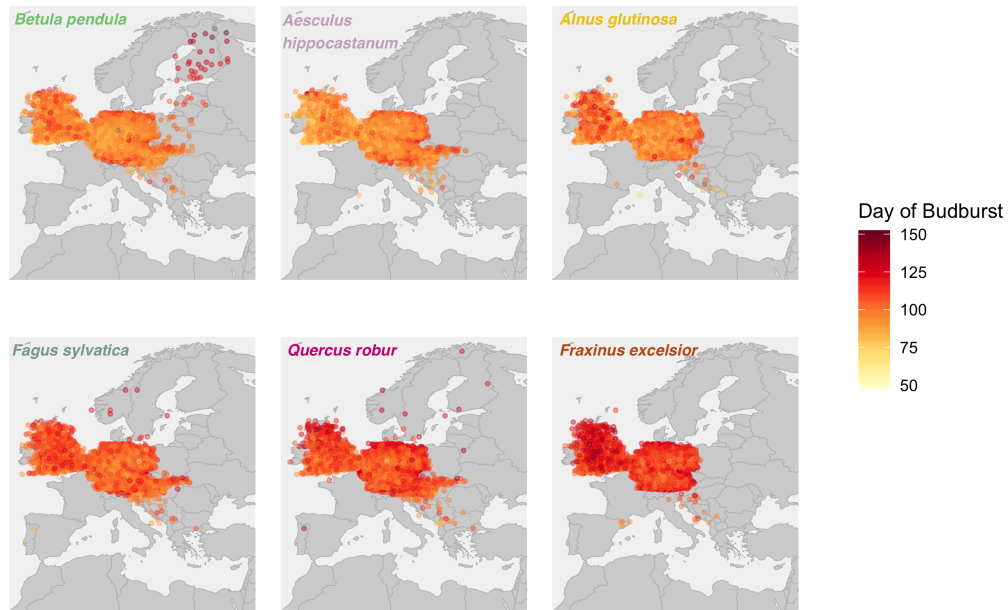 Betula pendula
Aesculus
hippocastanum
Alnus glutinosa
Day of Budburst
150
125
100
75
50
Fagus sylvatica
Quercus robur
Fraxinus excelsior